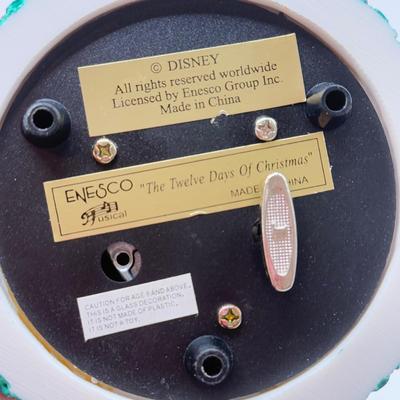 © DISNEY
All rights reserved worldwide
Licensed by Enesco Group Inc.
Made in China
ENESCO "The Twelve Days Of Christmas"
Musical MADE IN CHINA
CAUTION FOR AGE 8 AND ABOVE.
THIS IS A GLASS DECORATION.
IT IS NOT MADE OF PLASTIC.
IT IS NOT A TOY.